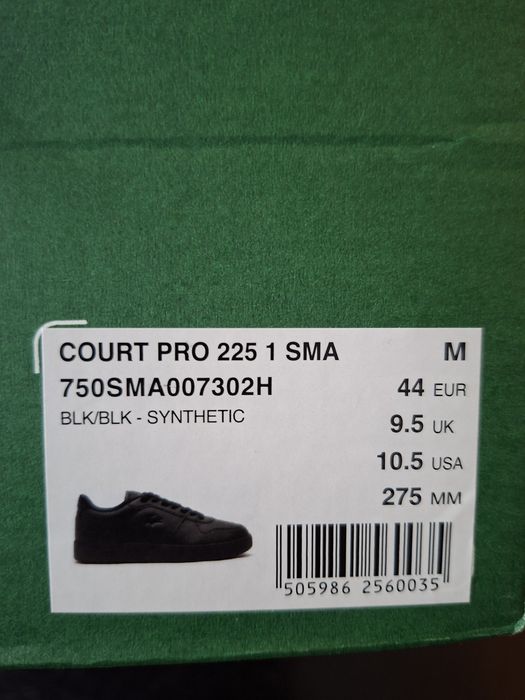 COURT PRO 225 1 SMA M
750SMA007302H 44 EUR
BLK/BLK - SYNTHETIC 9.5 UK
10.5 USA
275 MM
505986 2560035